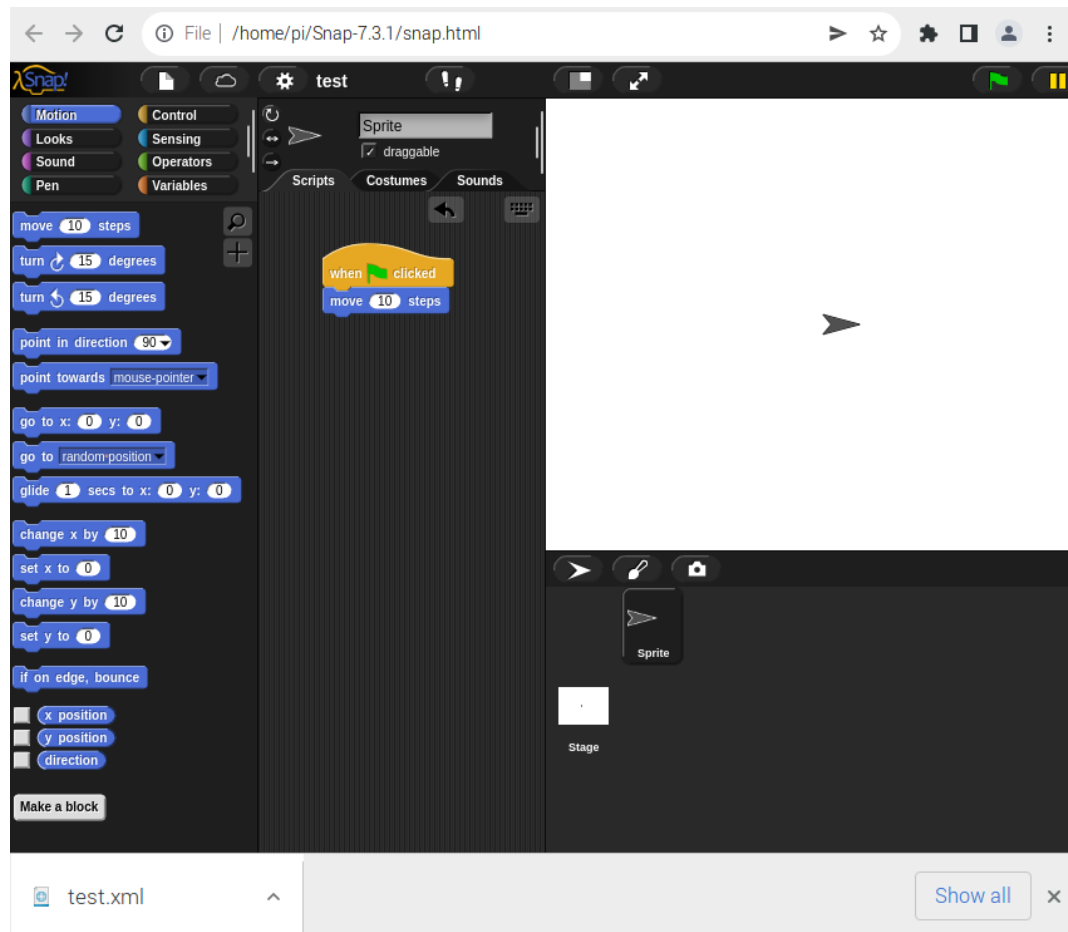 File | /home/pi/Snap-7.3.1/snap.html
λSnap!
test
Motion
Control
Looks
Sensing
Sound
Operators
Pen
Variables
Sprite
draggable
Scripts
Costumes
Sounds
move 10 steps
turn 15 degrees
turn 15 degrees
point in direction 90
point towards mouse-pointer
go to x: 0 y: 0
go to random position
glide 1 secs to x: 0 y: 0
change x by 10
set x to 0
change y by 10
set y to 0
if on edge, bounce
x position
y position
direction
Make a block
when clicked
move 10 steps
Sprite
Stage
test.xml
Show all